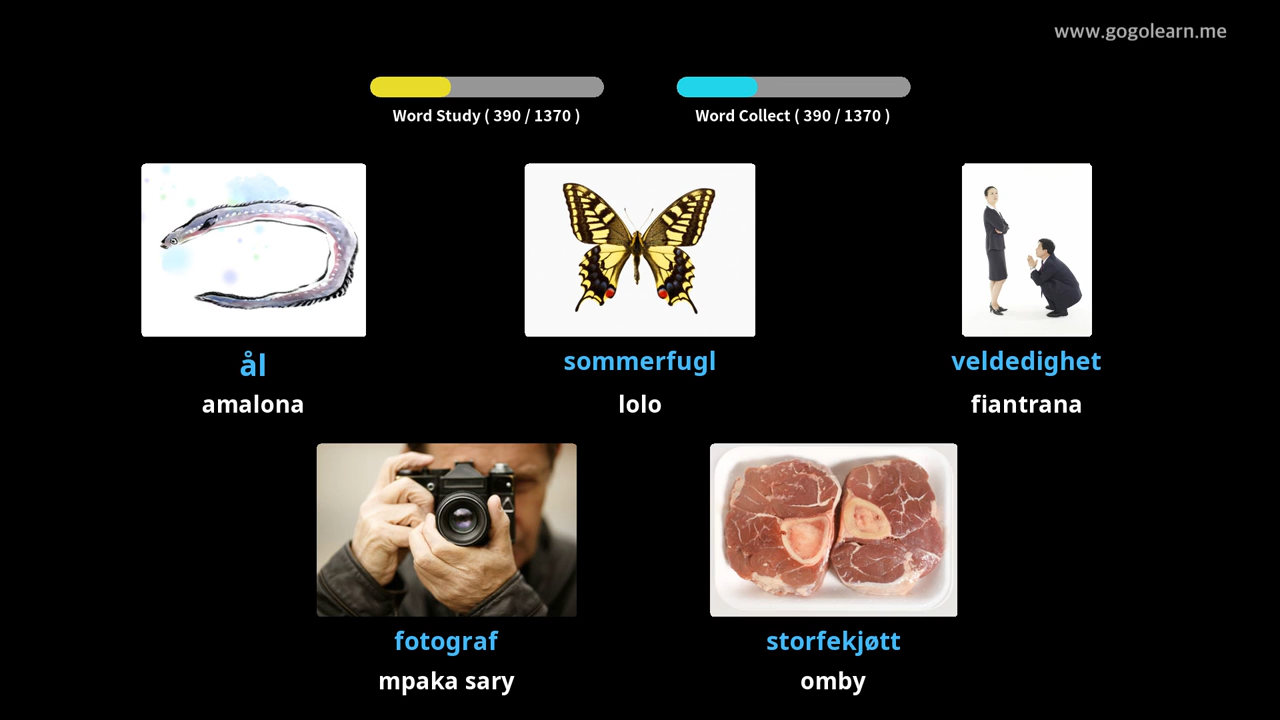 www.gogolearn.me
Word Study ( 390 / 1370 )
Word Collect ( 390 / 1370 )
ål
sommerfugl
veldedighet
amalona
lolo
fiantrana
fotograf
storfekjøtt
mpaka sary
omby